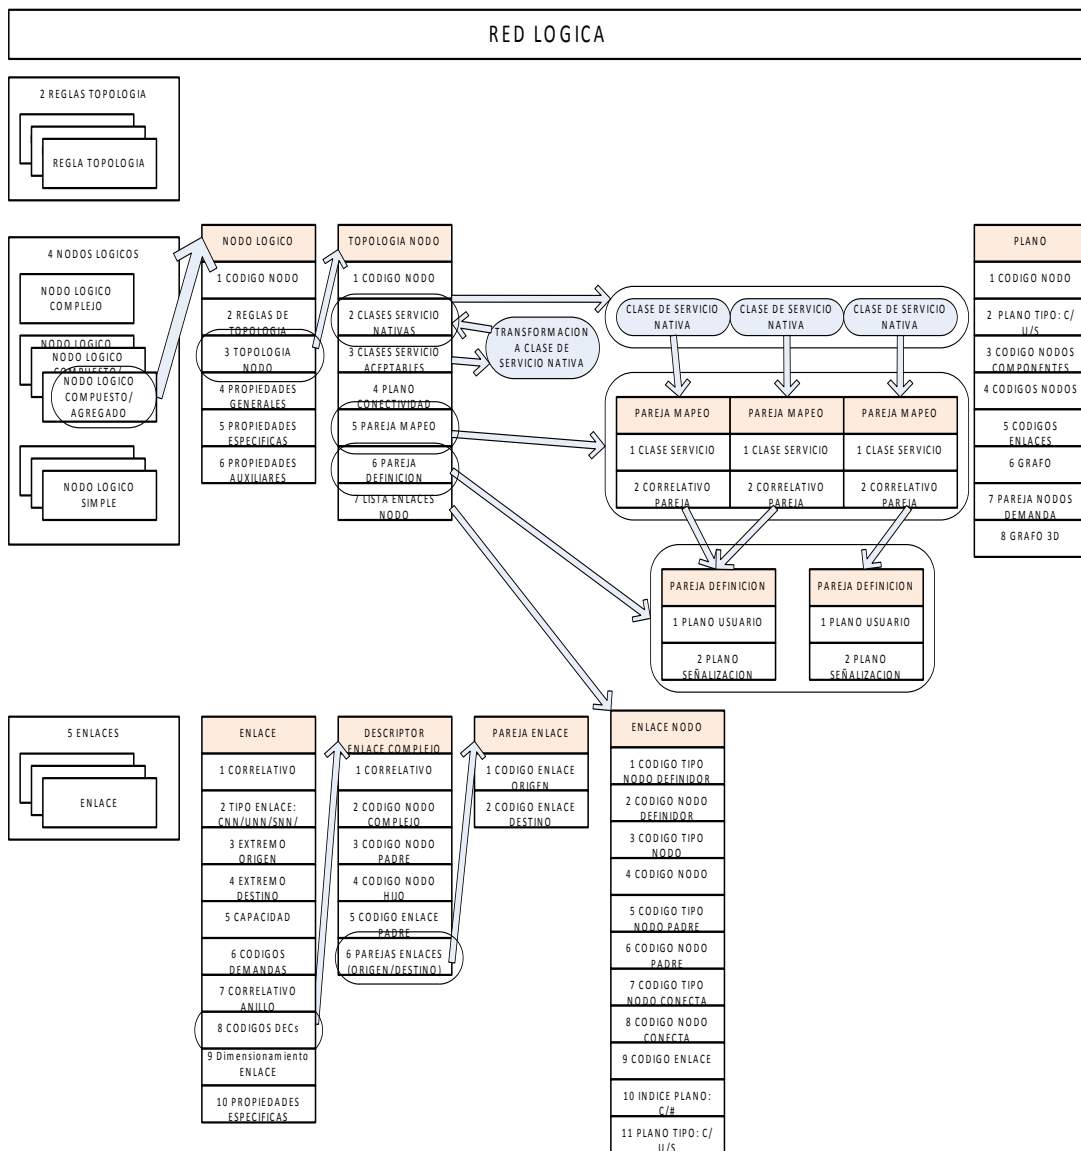 RED LOGICA
2 REGLAS TOPOLOGIA
REGLA TOPOLOGIA
4 NODOS LOGICOS
NODO LOGICO
COMPLEJO
NODO LOGICO
NODO LOGICO
COMPUESTO/
NODO LOGICO
COMPUESTO/
AGREGADO
NODO LOGICO
SIMPLE
NODO LOGICO
1 CODIGO NODO
2 REGLAS DE
TOPOLOGIA
3 TOPOLOGIA
NODO
4 PROPIEDADES
GENERALES
5 PROPIEDADES
ESPECIFICAS
6 PROPIEDADES
AUXILIARES
TOPOLOGIA NODO
1 CODIGO NODO
2 CLASES SERVICIO
NATIVAS
3 CLASES SERVICIO
ACEPTABLES
4 PLANO
CONECTIVIDAD
5 PAREJA MAPEO
6 PAREJA
DEFINICION
7 LISTA ENLACES
NODO
TRANSFORMACION
A CLASE DE
SERVICIO NATIVA
CLASE DE SERVICIO
NATIVA
CLASE DE SERVICIO
NATIVA
CLASE DE SERVICIO
NATIVA
PAREJA MAPEO
1 CLASE SERVICIO
2 CORRELATIVO
PAREJA
PAREJA MAPEO
1 CLASE SERVICIO
2 CORRELATIVO
PAREJA
PAREJA MAPEO
1 CLASE SERVICIO
2 CORRELATIVO
PAREJA
PAREJA DEFINICION
1 PLANO USUARIO
2 PLANO
SEÑALIZACION
PAREJA DEFINICION
1 PLANO USUARIO
2 PLANO
SEÑALIZACION
PLANO
1 CODIGO NODO
2 PLANO TIPO: C/
U/S
3 CODIGO NODOS
COMPONENTES
4 CODIGOS NODOS
5 CODIGOS
ENLACES
6 GRAFO
7 PAREJA NODOS
DEMANDA
8 GRAFO 3D
5 ENLACES
ENLACE
ENLACE
1 CORRELATIVO
2 TIPO ENLACE:
CNN/UNN/SNN/
3 EXTREMO
ORIGEN
4 EXTREMO
DESTINO
5 CAPACIDAD
6 CODIGOS
DEMANDAS
7 CORRELATIVO
ANILLO
8 CODIGOS DECs
9 Dimensionamiento
ENLACE
10 PROPIEDADES
ESPECIFICAS
DESCRIPTOR
ENLACE COMPLEJO
1 CORRELATIVO
2 CODIGO NODO
COMPLEJO
3 CODIGO NODO
PADRE
4 CODIGO NODO
HIJO
5 CODIGO ENLACE
PADRE
6 PAREJAS ENLACES
(ORIGEN/DESTINO)
PAREJA ENLACE
1 CODIGO ENLACE
ORIGEN
2 CODIGO ENLACE
DESTINO
ENLACE NODO
1 CODIGO TIPO
NODO DEFINIDOR
2 CODIGO NODO
DEFINIDOR
3 CODIGO TIPO
NODO
4 CODIGO NODO
5 CODIGO TIPO
NODO PADRE
6 CODIGO NODO
PADRE
7 CODIGO TIPO
NODO CONECTA
8 CODIGO NODO
CONECTA
9 CODIGO ENLACE
10 INDICE PLANO:
C/#
11 PLANO TIPO: C/
U/S